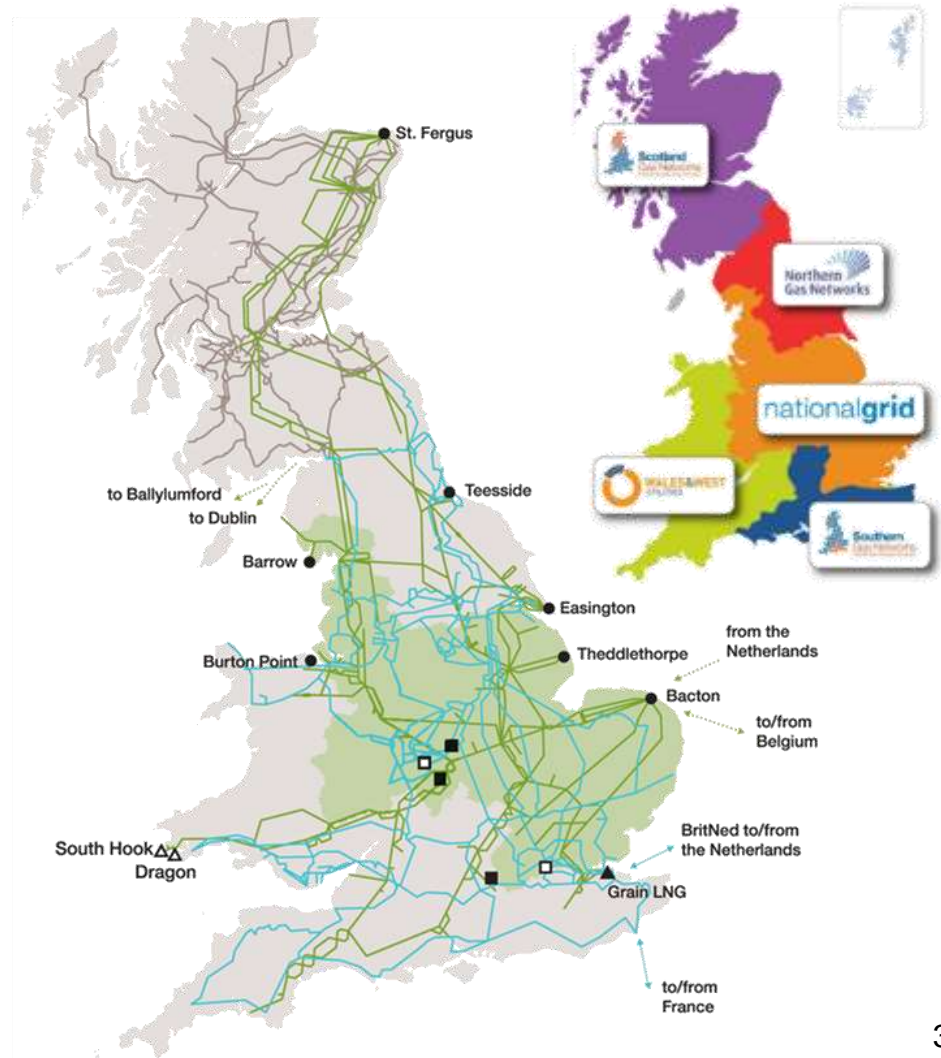 St. Fergus
Scotland
Gas Networks
Northern
Gas Networks
nationalgrid
WALES&WEST
UTILITIES
Southern
Gas Networks
to Ballylumford
to Dublin
Teesside
Barrow
Easington
Burton Point
Theddlethorpe
from the
Netherlands
Bacton
to/from
Belgium
South Hook
Dragon
BritNed to/from
the Netherlands
Grain LNG
to/from
France
3